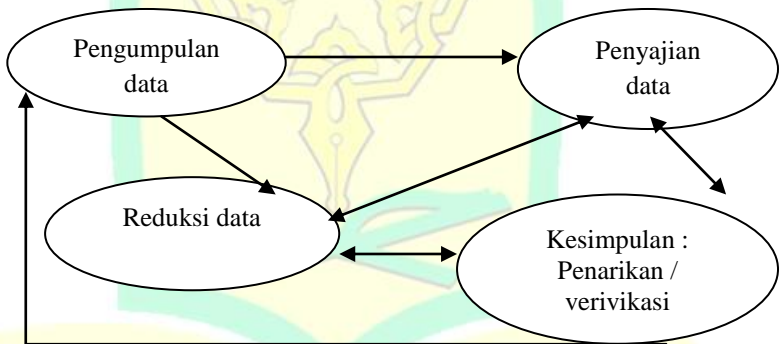 Pengumpulan
data
Penyajian
data
Reduksi data
Kesimpulan :
Penarikan /
verivikasi